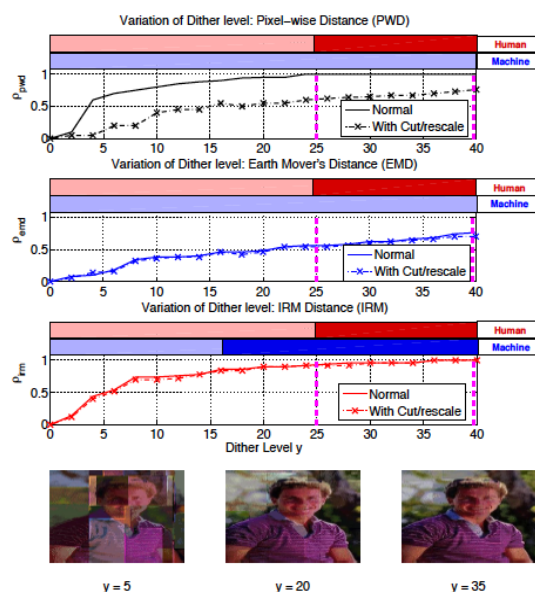 Variation of Dither level: Pixel-wise Distance (PWD)
Human
Machine
ρpwd
1
0.5
0
Normal
With Cut/rescale
0 5 10 15 20 25 30 35 40
Variation of Dither level: Earth Mover's Distance (EMD)
Human
Machine
ρemd
1
0.5
0
Normal
With Cut/rescale
0 5 10 15 20 25 30 35 40
Variation of Dither level: IRM Distance (IRM)
Human
Machine
ρirm
1
0.5
0
Normal
With Cut/rescale
0 5 10 15 20 25 30 35 40
Dither Level y
y = 5 y = 20 y = 35